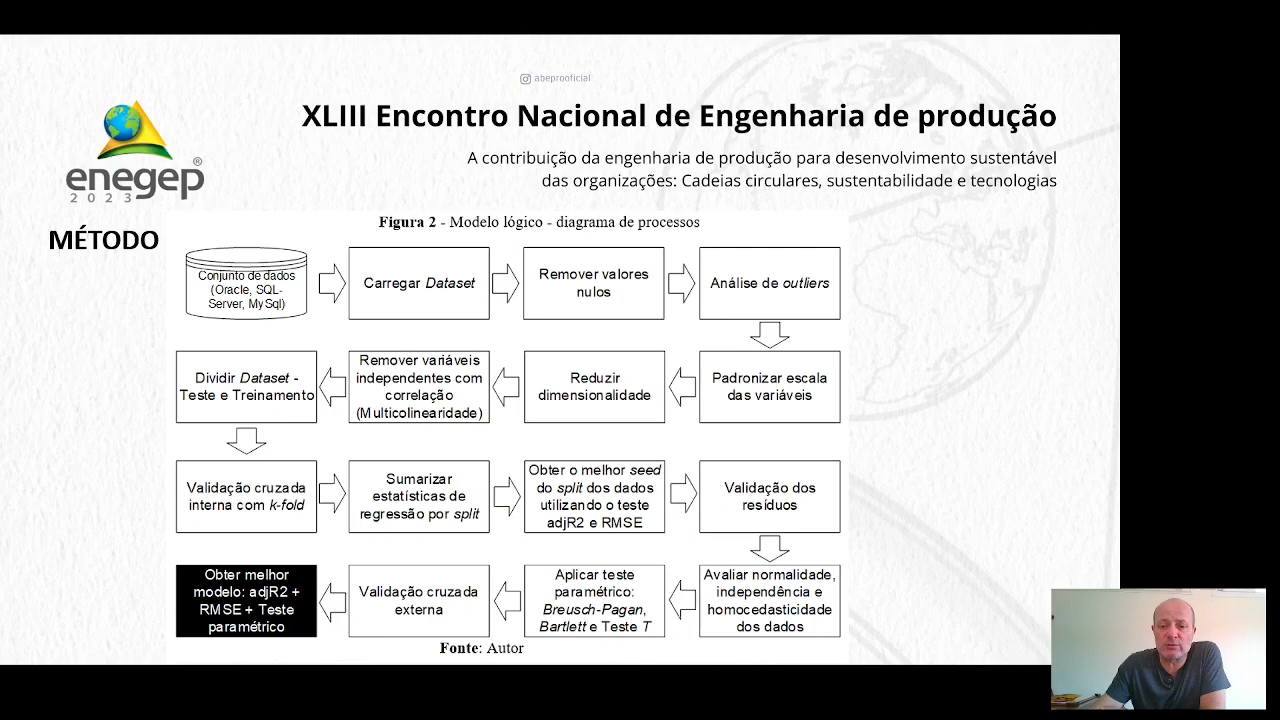 abeprooficial
XLIII Encontro Nacional de Engenharia de produção
A contribuição da engenharia de produção para desenvolvimento sustentável
das organizações: Cadeias circulares, sustentabilidade e tecnologias
enegep®
2023
MÉTODO
Figura 2 - Modelo lógico - diagrama de processos
Conjunto de dados
(Oracle, SQL-
Server, MySql)
Carregar Dataset
Remover valores
nulos
Análise de outliers
Dividir Dataset -
Teste e Treinamento
Remover variáveis
independentes com
correlação
(Multicolinearidade)
Reduzir
dimensionalidade
Padronizar escala
das variáveis
Validação cruzada
interna com k-fold
Sumarizar
estatísticas de
regressão por split
Obter o melhor seed
do split dos dados
utilizando o teste
adjR2 e RMSE
Validação dos
resíduos
Obter melhor
modelo: adjR2 +
RMSE + Teste
paramétrico
Validação cruzada
externa
Aplicar teste
paramétrico:
Breusch-Pagan,
Bartlett e Teste T
Avaliar normalidade,
independência e
homocedasticidade
dos dados
Fonte: Autor